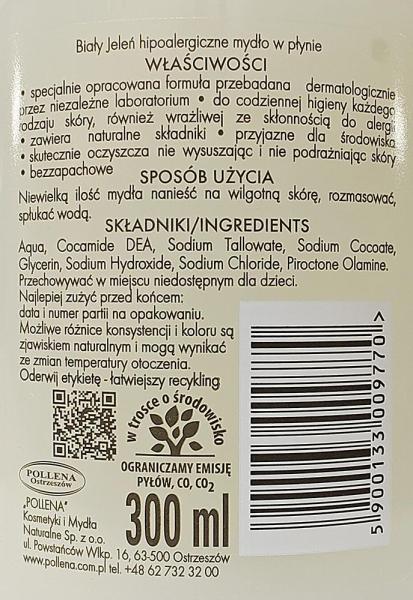 Biały Jeleń hipoalergiczne mydło w płynie
WŁAŚCIWOŚCI
• specjalnie opracowana formuła przebadana dermatologicznie
przez niezależne laboratorium • do codziennej higieny każdego
rodzaju skóry, również wrażliwej ze skłonnością do alergii
• zawiera naturalne składniki • przyjazne dla środowiska
• skutecznie oczyszcza nie wysuszając i nie podrażniając skóry
• bezzapachowe
SPOSÓB UŻYCIA
Niewielką ilość mydła nanieść na wilgotną skórę, rozmasować,
spłukać wodą.
SKŁADNIKI/INGREDIENTS
Aqua, Cocamide DEA, Sodium Tallowate, Sodium Cocoate,
Glycerin, Sodium Hydroxide, Sodium Chloride, Piroctone Olamine.
Przechowywać w miejscu niedostępnym dla dzieci.
Najlepiej zużyć przed końcem:
data i numer partii na opakowaniu.
Możliwe różnice konsystencji i koloru są
zjawiskiem naturalnym i mogą wynikać
ze zmian temperatury otoczenia.
Oderwij etykietę - łatwiejszy recykling
w trosce o środowisko
OGRANICZAMY EMISJĘ
PYŁÓW, CO, CO₂
POLLENA
Ostrzeszów
„POLLENA"
Kosmetyki i Mydła
Naturalne Sp. z o.o.
ul. Powstańców Wlkp. 16, 63-500 Ostrzeszów
www.pollena.com.pl tel. +48 62 732 32 00
300 ml
5 900133 009770 >